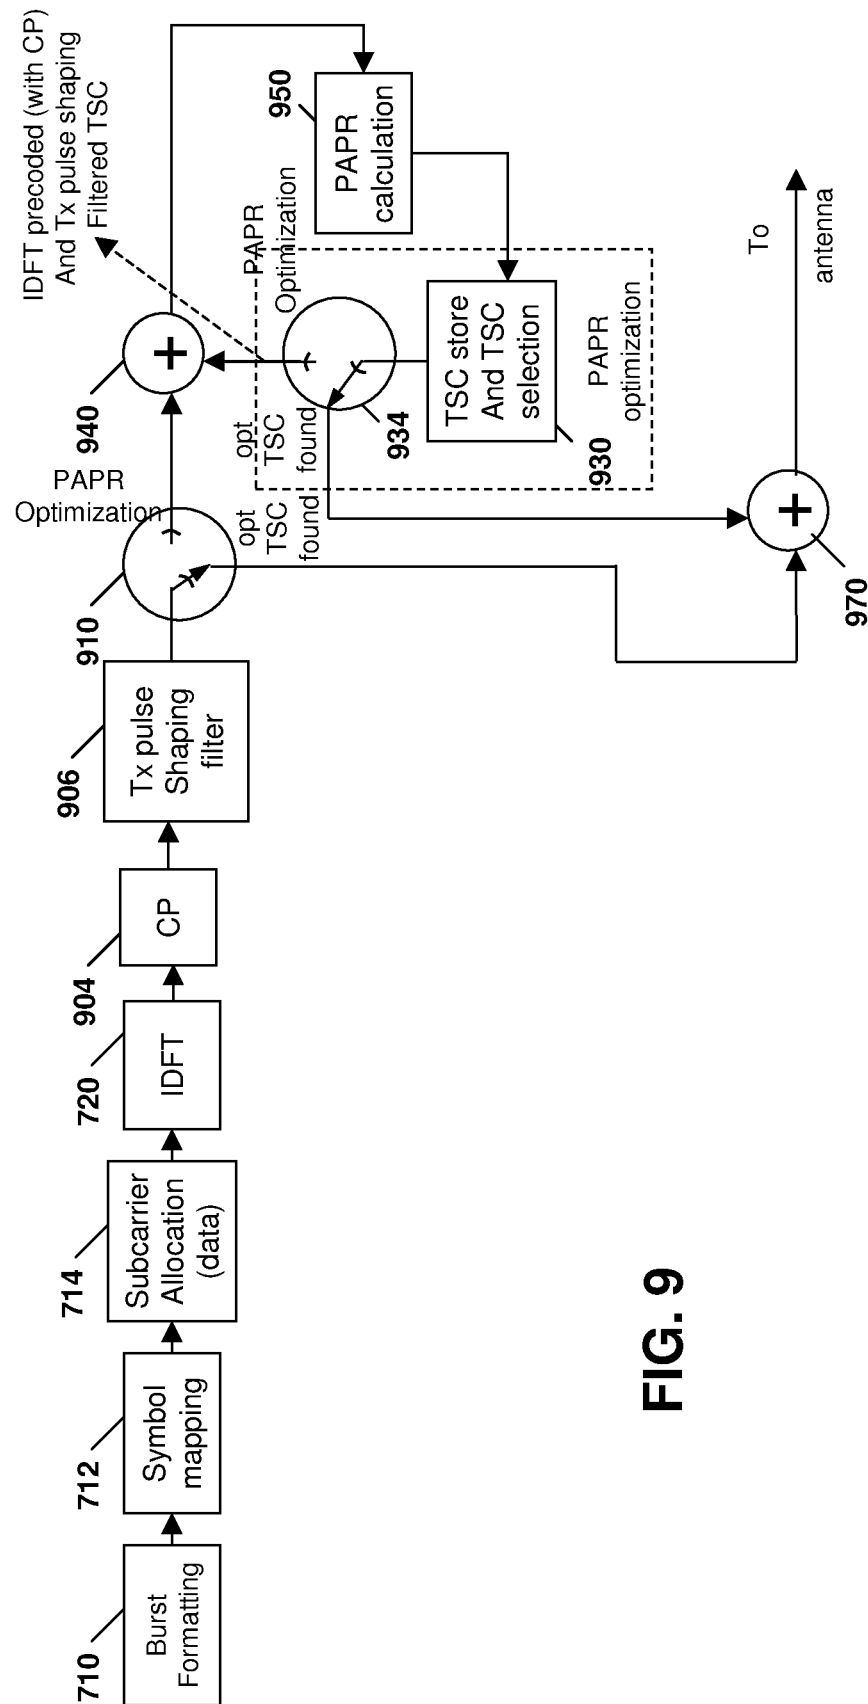 710
Burst
Formatting
712
Symbol
mapping
714
Subcarrier
Allocation
(data)
720
IDFT
904
CP
906
Tx pulse
Shaping
filter
910
PAPR
Optimization
opt
TSC
found
940
+
IDFT precoded (with CP)
And Tx pulse shaping
Filtered TSC
950
PAPR
calculation
PAPR
Optimization
opt
TSC
found
934
TSC store
And TSC
selection
930
PAPR
optimization
970
+
To
antenna
FIG. 9